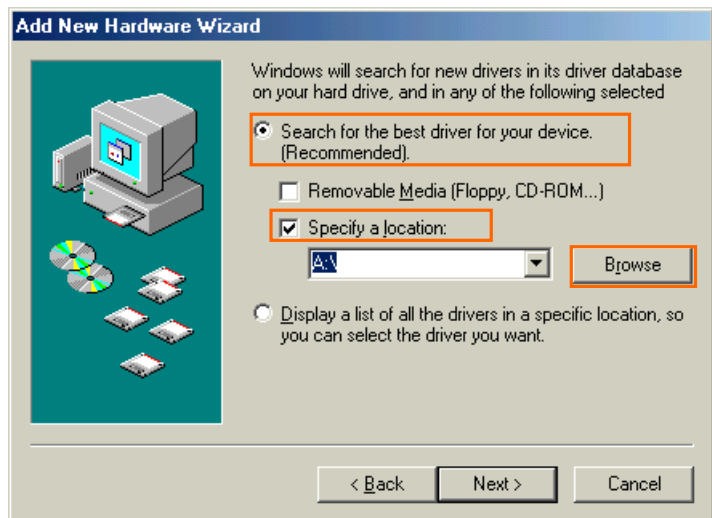 Add New Hardware Wizard
Windows will search for new drivers in its driver database
on your hard drive, and in any of the following selected
Search for the best driver for your device.
(Recommended).
Removable Media (Floppy, CD-ROM...)
Specify a location:
A:\
Browse
Display a list of all the drivers in a specific location, so
you can select the driver you want.
< Back
Next >
Cancel